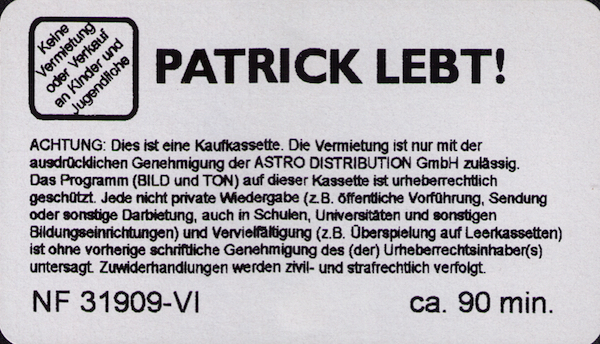 Keine
Vermietung
oder Verkauf
an Kinder und
Jugendliche
PATRICK LEBT!
ACHTUNG: Dies ist eine Kaufkassette. Die Vermietung ist nur mit der
ausdrücklichen Genehmigung der ASTRO DISTRIBUTION GmbH zulässig.
Das Programm (BILD und TON) auf dieser Kassette ist urheberrechtlich
geschützt. Jede nicht private Wiedergabe (z.B. öffentliche Vorführung, Sendung
oder sonstige Darbietung, auch in Schulen, Universitäten und sonstigen
Bildungseinrichtungen) und Vervielfältigung (z.B. Überspielung auf Leerkassetten)
ist ohne vorherige schriftliche Genehmigung des (der) Urheberrechtsinhaber(s)
untersagt. Zuwiderhandlungen werden zivil- und strafrechtlich verfolgt.
NF 31909-VI ca. 90 min.